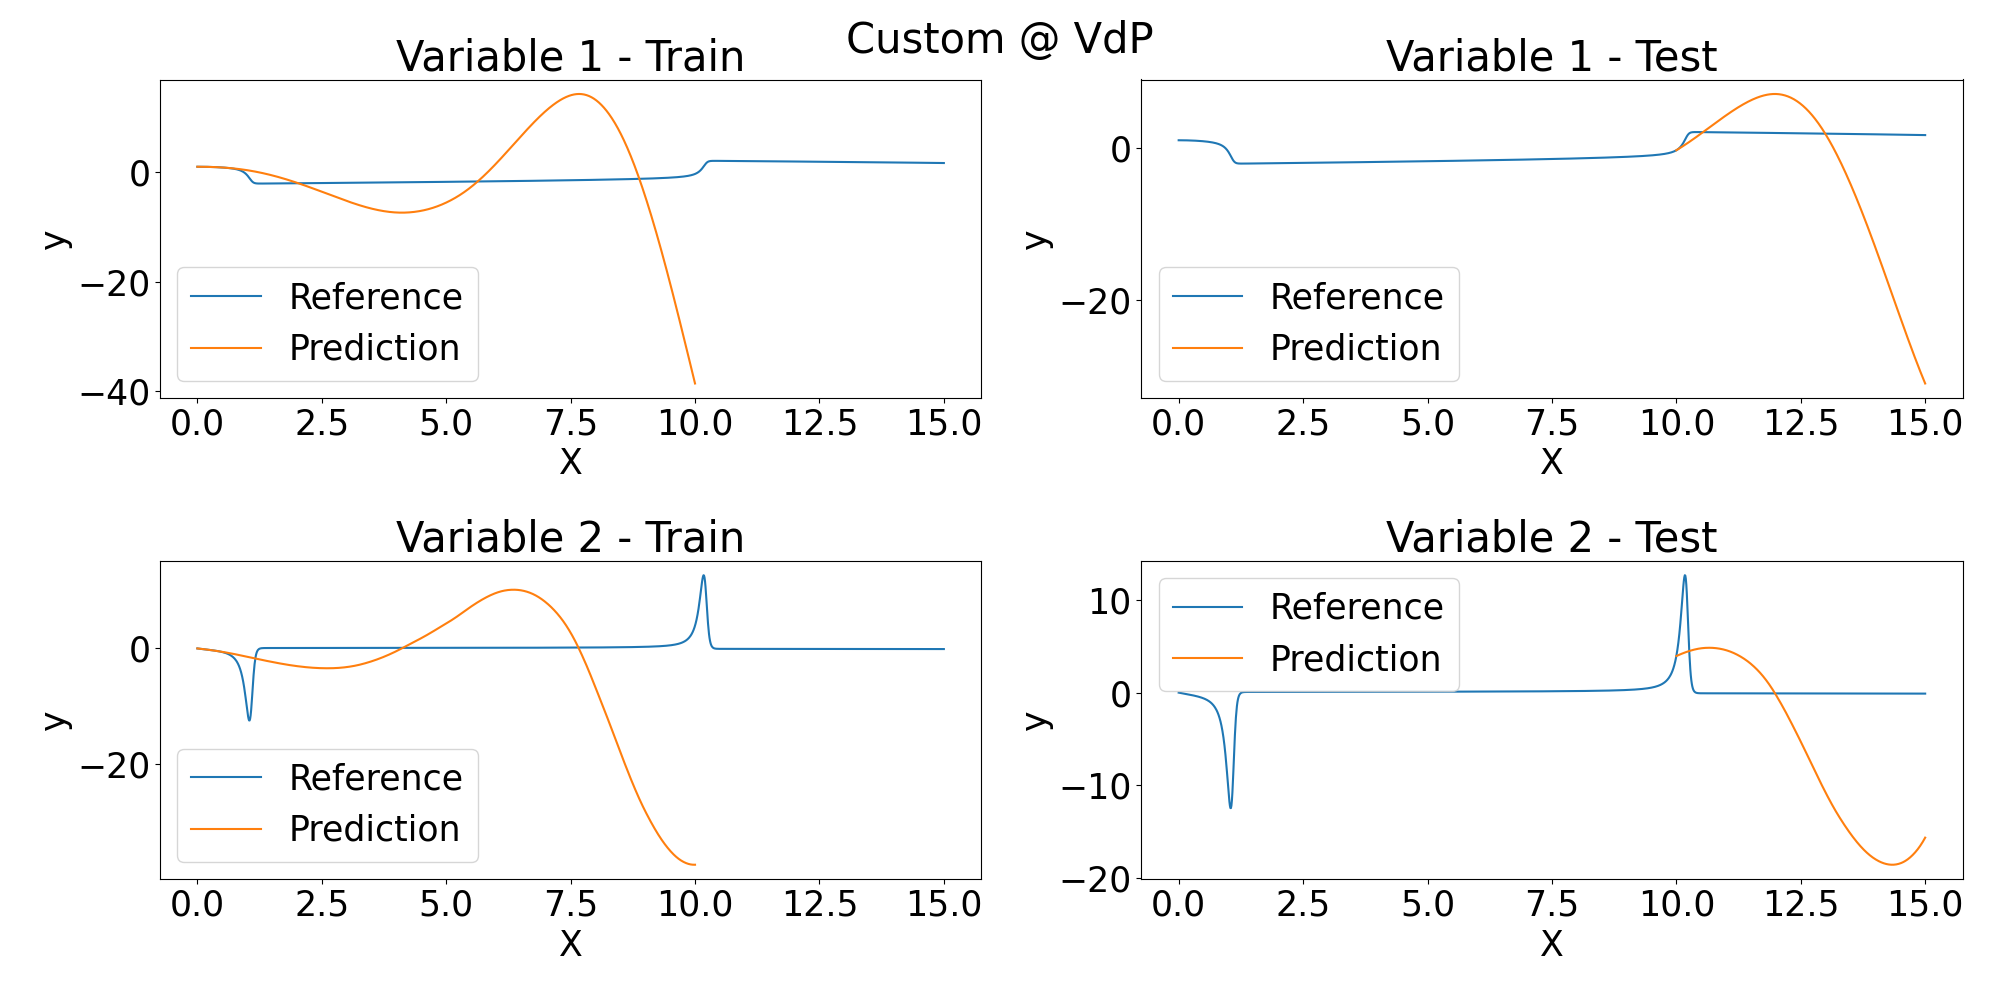 Custom @ VdP
Variable 1 - Train
0
−20
−40
y
Reference
Prediction
0.0 2.5 5.0 7.5 10.0 12.5 15.0
X
Variable 1 - Test
0
−20
y
Reference
Prediction
0.0 2.5 5.0 7.5 10.0 12.5 15.0
X
Variable 2 - Train
0
−20
y
Reference
Prediction
0.0 2.5 5.0 7.5 10.0 12.5 15.0
X
Variable 2 - Test
10
0
−10
−20
y
Reference
Prediction
0.0 2.5 5.0 7.5 10.0 12.5 15.0
X